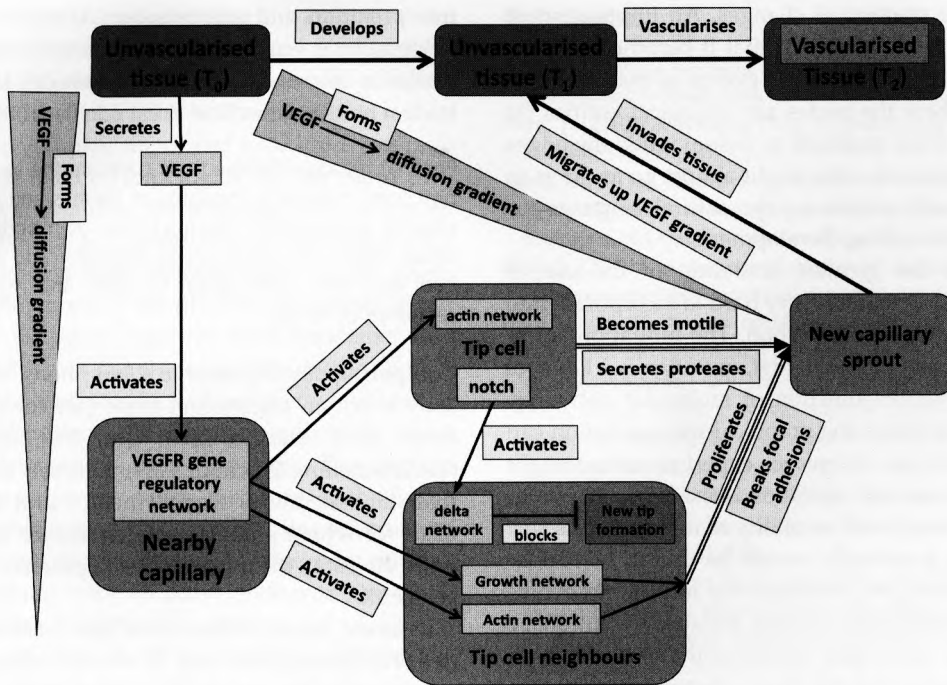 Develops
Vascularises
Unvascularised
tissue (T₀)
Unvascularised
tissue (T₁)
Vascularised
Tissue (T₂)
VEGF
Forms
diffusion gradient
Secretes
VEGF
VEGF
Forms
diffusion gradient
Invades tissue
Migrates up VEGF gradient
Activates
Activates
actin network
Tip cell
notch
Becomes motile
Secretes proteases
New capillary
sprout
VEGFR gene
regulatory
network
Nearby
capillary
Activates
Activates
Activates
delta
network
blocks
New tip
formation
Growth network
Actin network
Tip cell neighbours
Proliferates
Breaks focal
adhesions